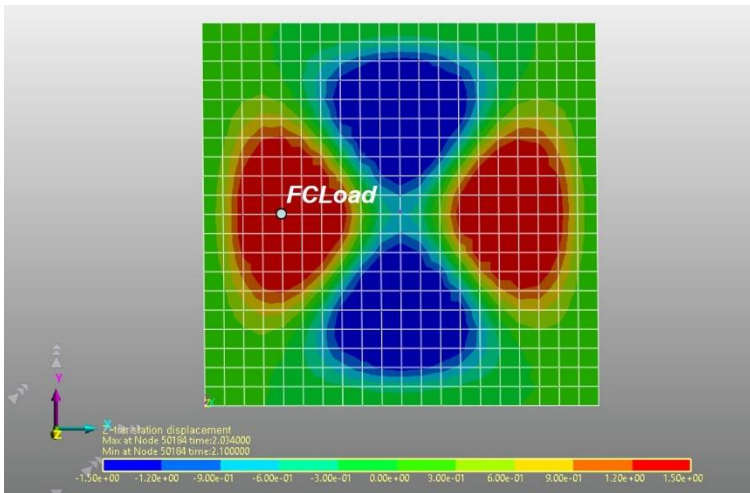 FCLoad
Y
X
Z
Z-translation displacement
Max at Node 50184 time:2.034000
Min at Node 50184 time:2.100000
-1.50e+00 -1.20e+00 -9.00e-01 -6.00e-01 -3.00e-01 0.00e+00 3.00e-01 6.00e-01 9.00e-01 1.20e+00 1.50e+00